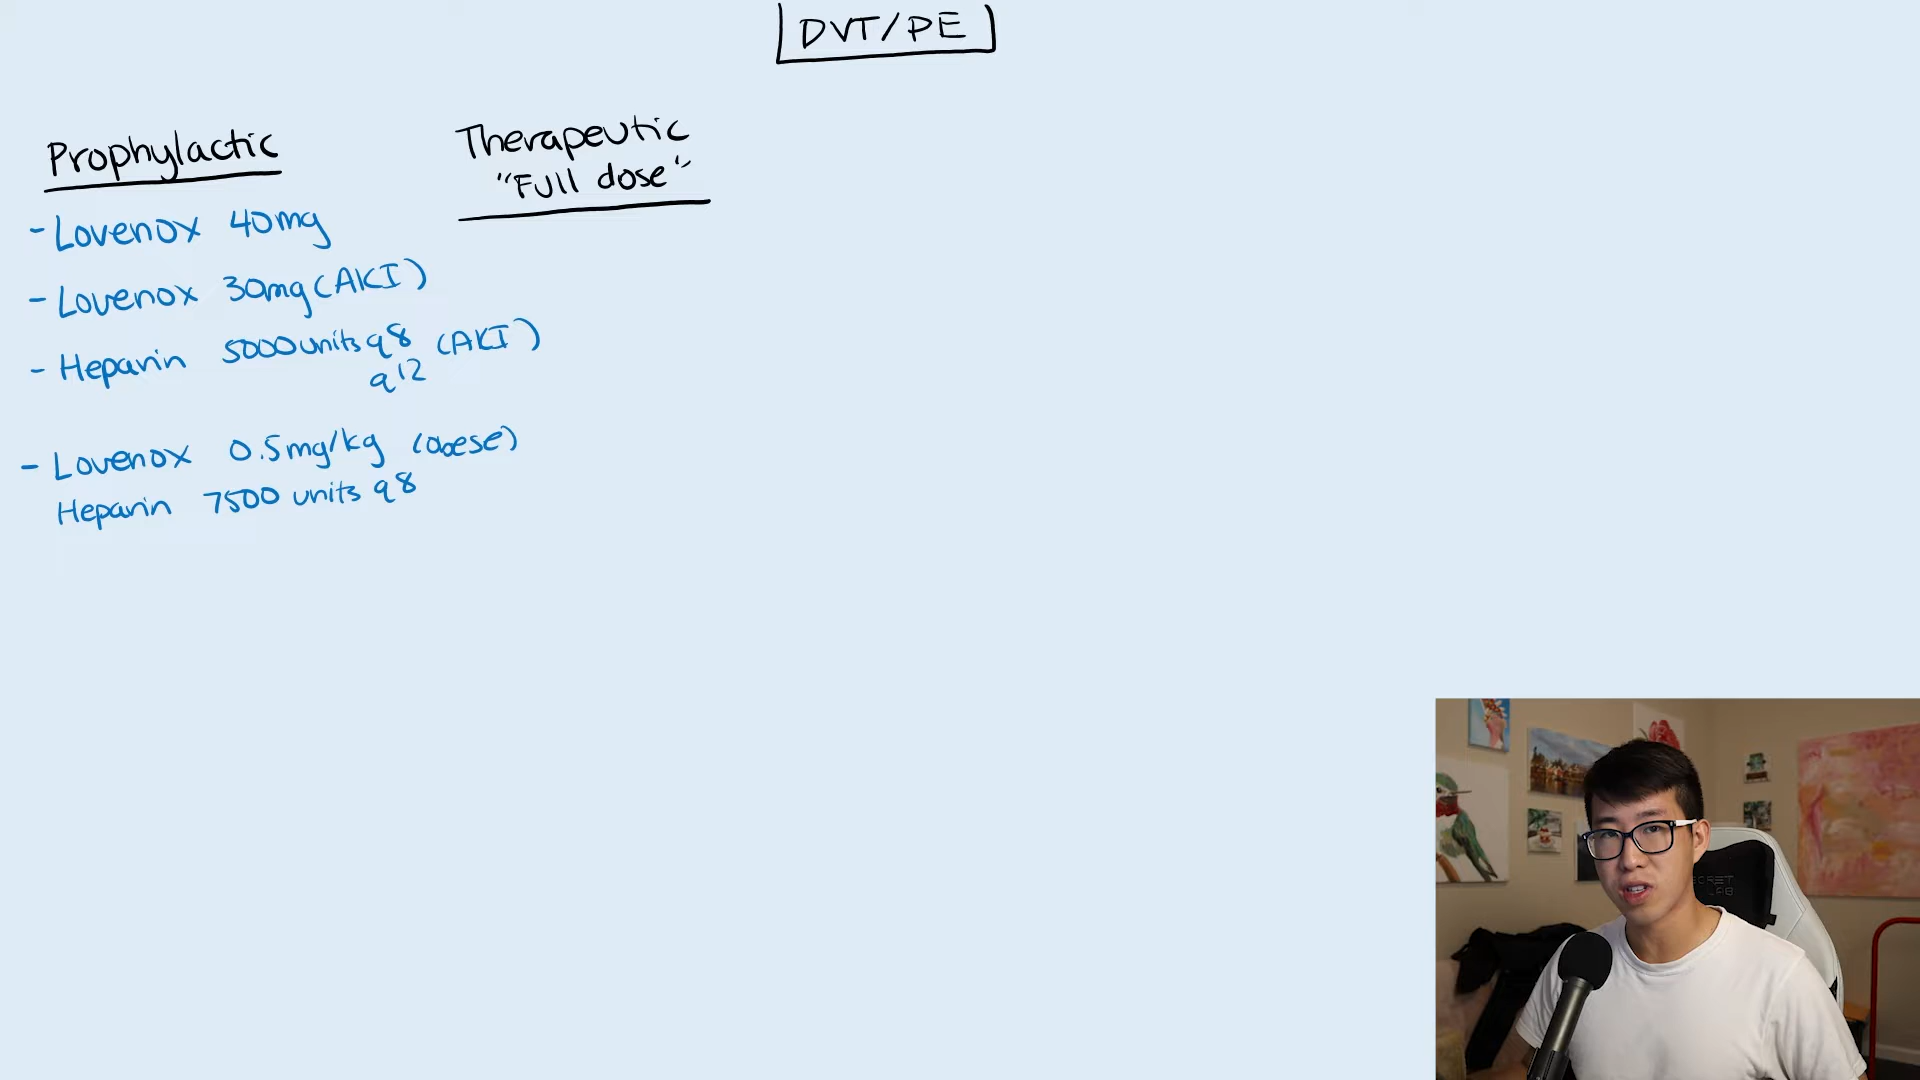 DVT/PE
Prophylactic
- Lovenox 40mg
- Lovenox 30mg (AKI)
- Heparin 5000 units q8 (AKI)
q12
- Lovenox 0.5mg/kg (obese)
Heparin 7500 units q8
Therapeutic
"Full dose"